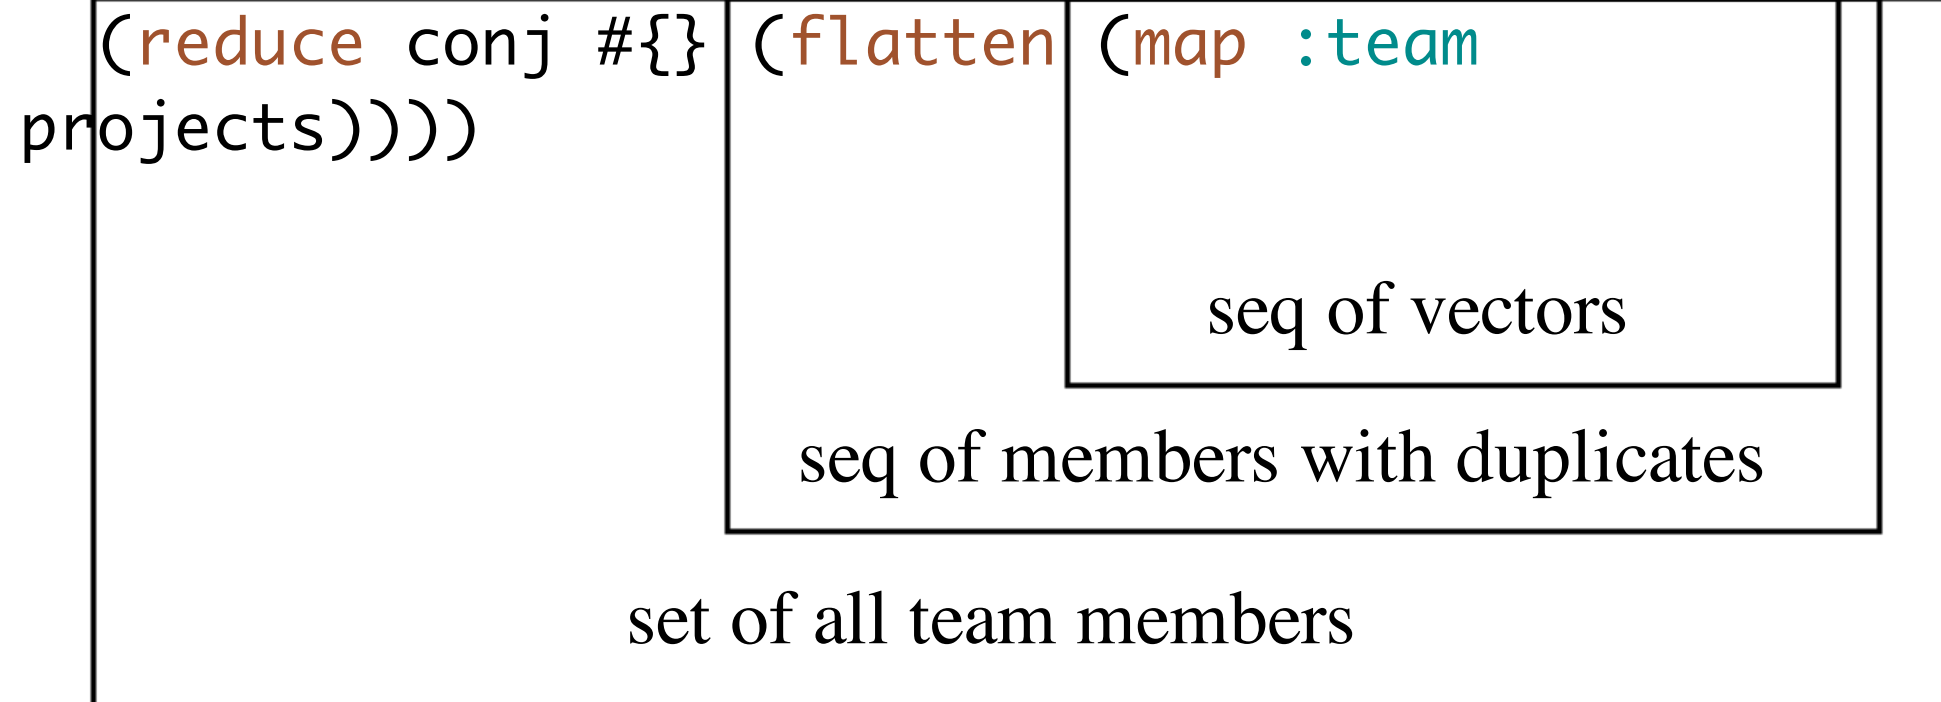 (reduce conj #{} (flatten (map :team
projects))))
seq of vectors
seq of members with duplicates
set of all team members